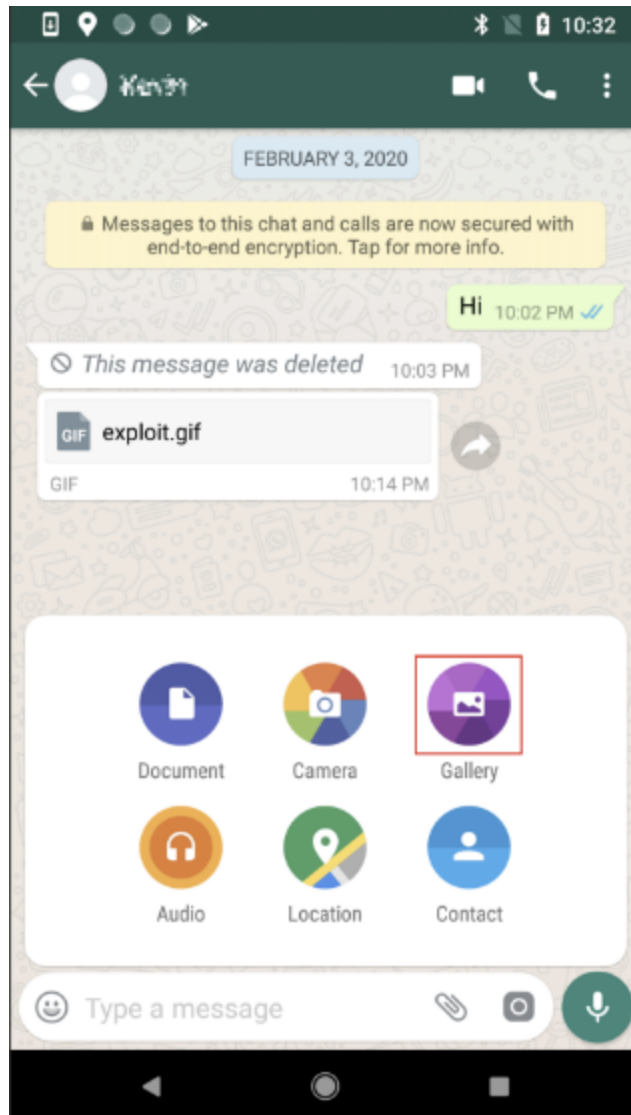 10:32
FEBRUARY 3, 2020
Messages to this chat and calls are now secured with
end-to-end encryption. Tap for more info.
Hi 10:02 PM
This message was deleted 10:03 PM
GIF exploit.gif
GIF 10:14 PM
Document Camera Gallery
Audio Location Contact
Type a message